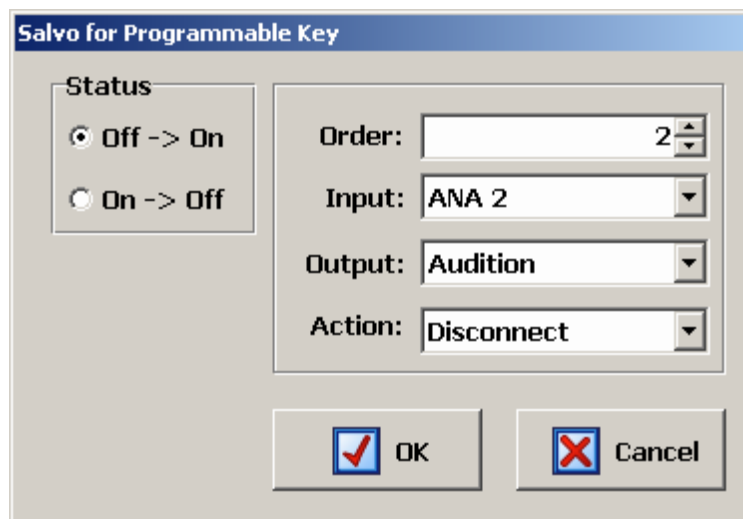 Salvo for Programmable Key
Status
Off -> On
On -> Off
Order: 2
Input: ANA 2
Output: Audition
Action: Disconnect
OK
Cancel